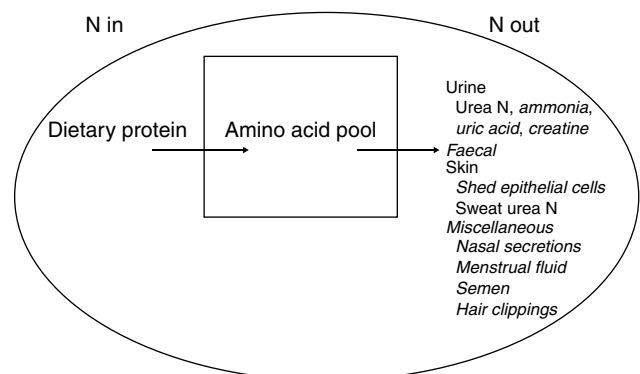 N in
N out
Dietary protein
Amino acid pool
Urine
Urea N, ammonia,
uric acid, creatine
Faecal
Skin
Shed epithelial cells
Sweat urea N
Miscellaneous
Nasal secretions
Menstrual fluid
Semen
Hair clippings